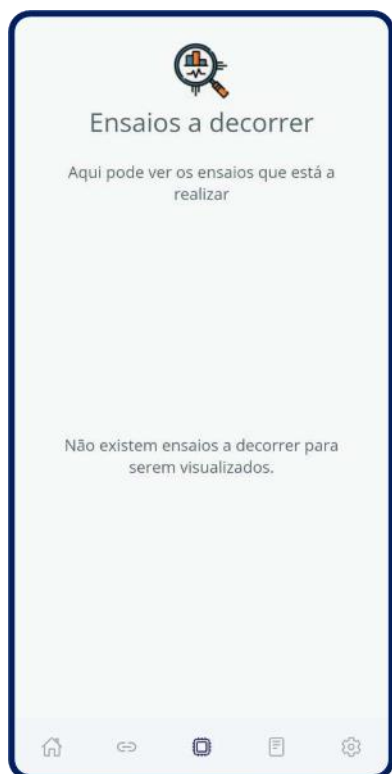 Ensaios a decorrer
Aqui pode ver os ensaios que está a
realizar
Não existem ensaios a decorrer para
serem visualizados.